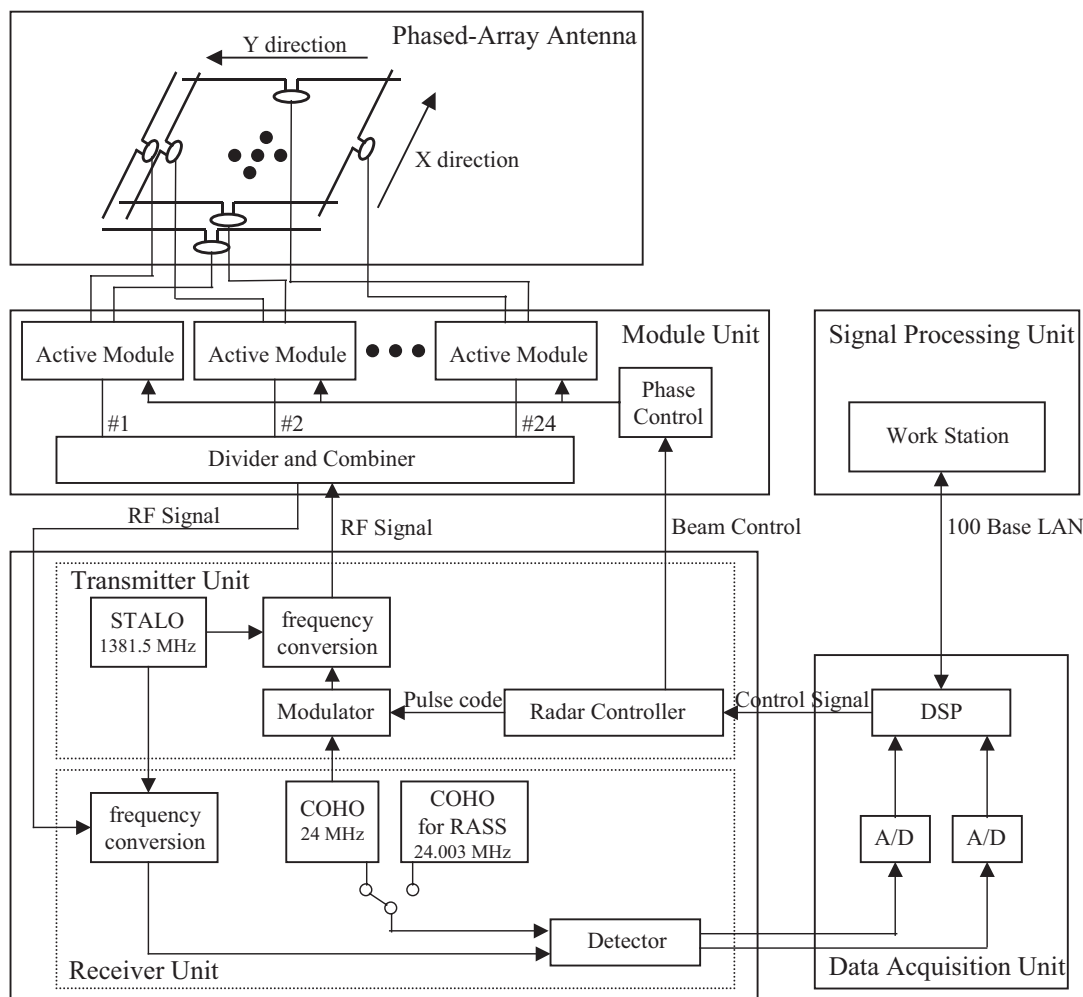 Phased-Array Antenna
Y direction
X direction
Module Unit
Active Module
Active Module
Active Module
Phase
Control
#1
#2
#24
Divider and Combiner
Signal Processing Unit
Work Station
RF Signal
RF Signal
Beam Control
100 Base LAN
Transmitter Unit
STALO
1381.5 MHz
frequency
conversion
Modulator
Pulse code
Radar Controller
Control Signal
DSP
frequency
conversion
COHO
24 MHz
COHO
for RASS
24.003 MHz
A/D
A/D
Detector
Receiver Unit
Data Acquisition Unit